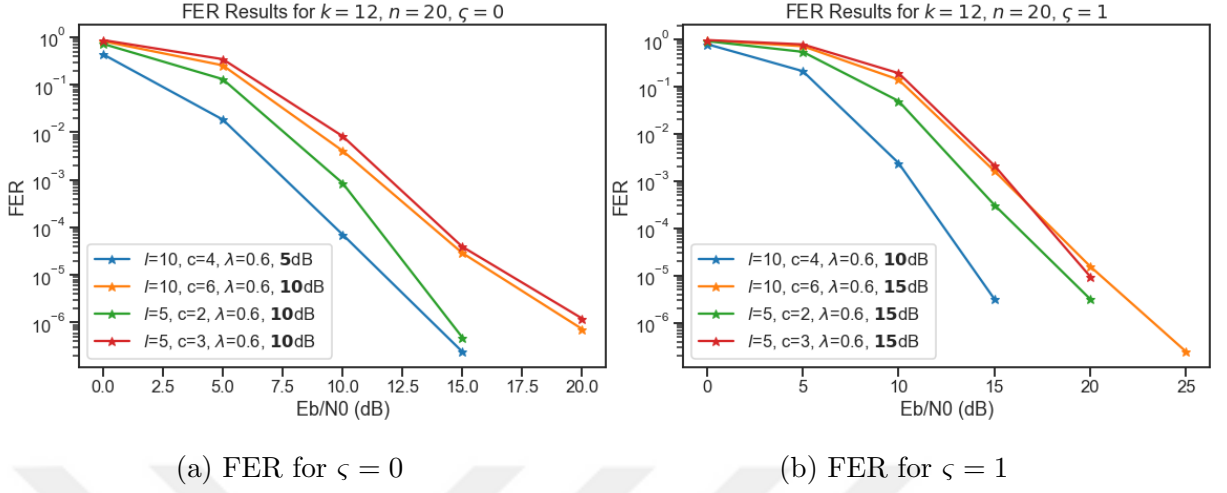 FER Results for k = 12, n = 20, ς = 0
10⁰
10⁻¹
10⁻²
10⁻³
10⁻⁴
10⁻⁵
10⁻⁶
FER
l=10, c=4, λ=0.6, 5dB
l=10, c=6, λ=0.6, 10dB
l=5, c=2, λ=0.6, 10dB
l=5, c=3, λ=0.6, 10dB
0.0 2.5 5.0 7.5 10.0 12.5 15.0 17.5 20.0
Eb/N0 (dB)
(a) FER for ς = 0
FER Results for k = 12, n = 20, ς = 1
10⁰
10⁻¹
10⁻²
10⁻³
10⁻⁴
10⁻⁵
10⁻⁶
FER
l=10, c=4, λ=0.6, 10dB
l=10, c=6, λ=0.6, 15dB
l=5, c=2, λ=0.6, 15dB
l=5, c=3, λ=0.6, 15dB
0 5 10 15 20 25
Eb/N0 (dB)
(b) FER for ς = 1